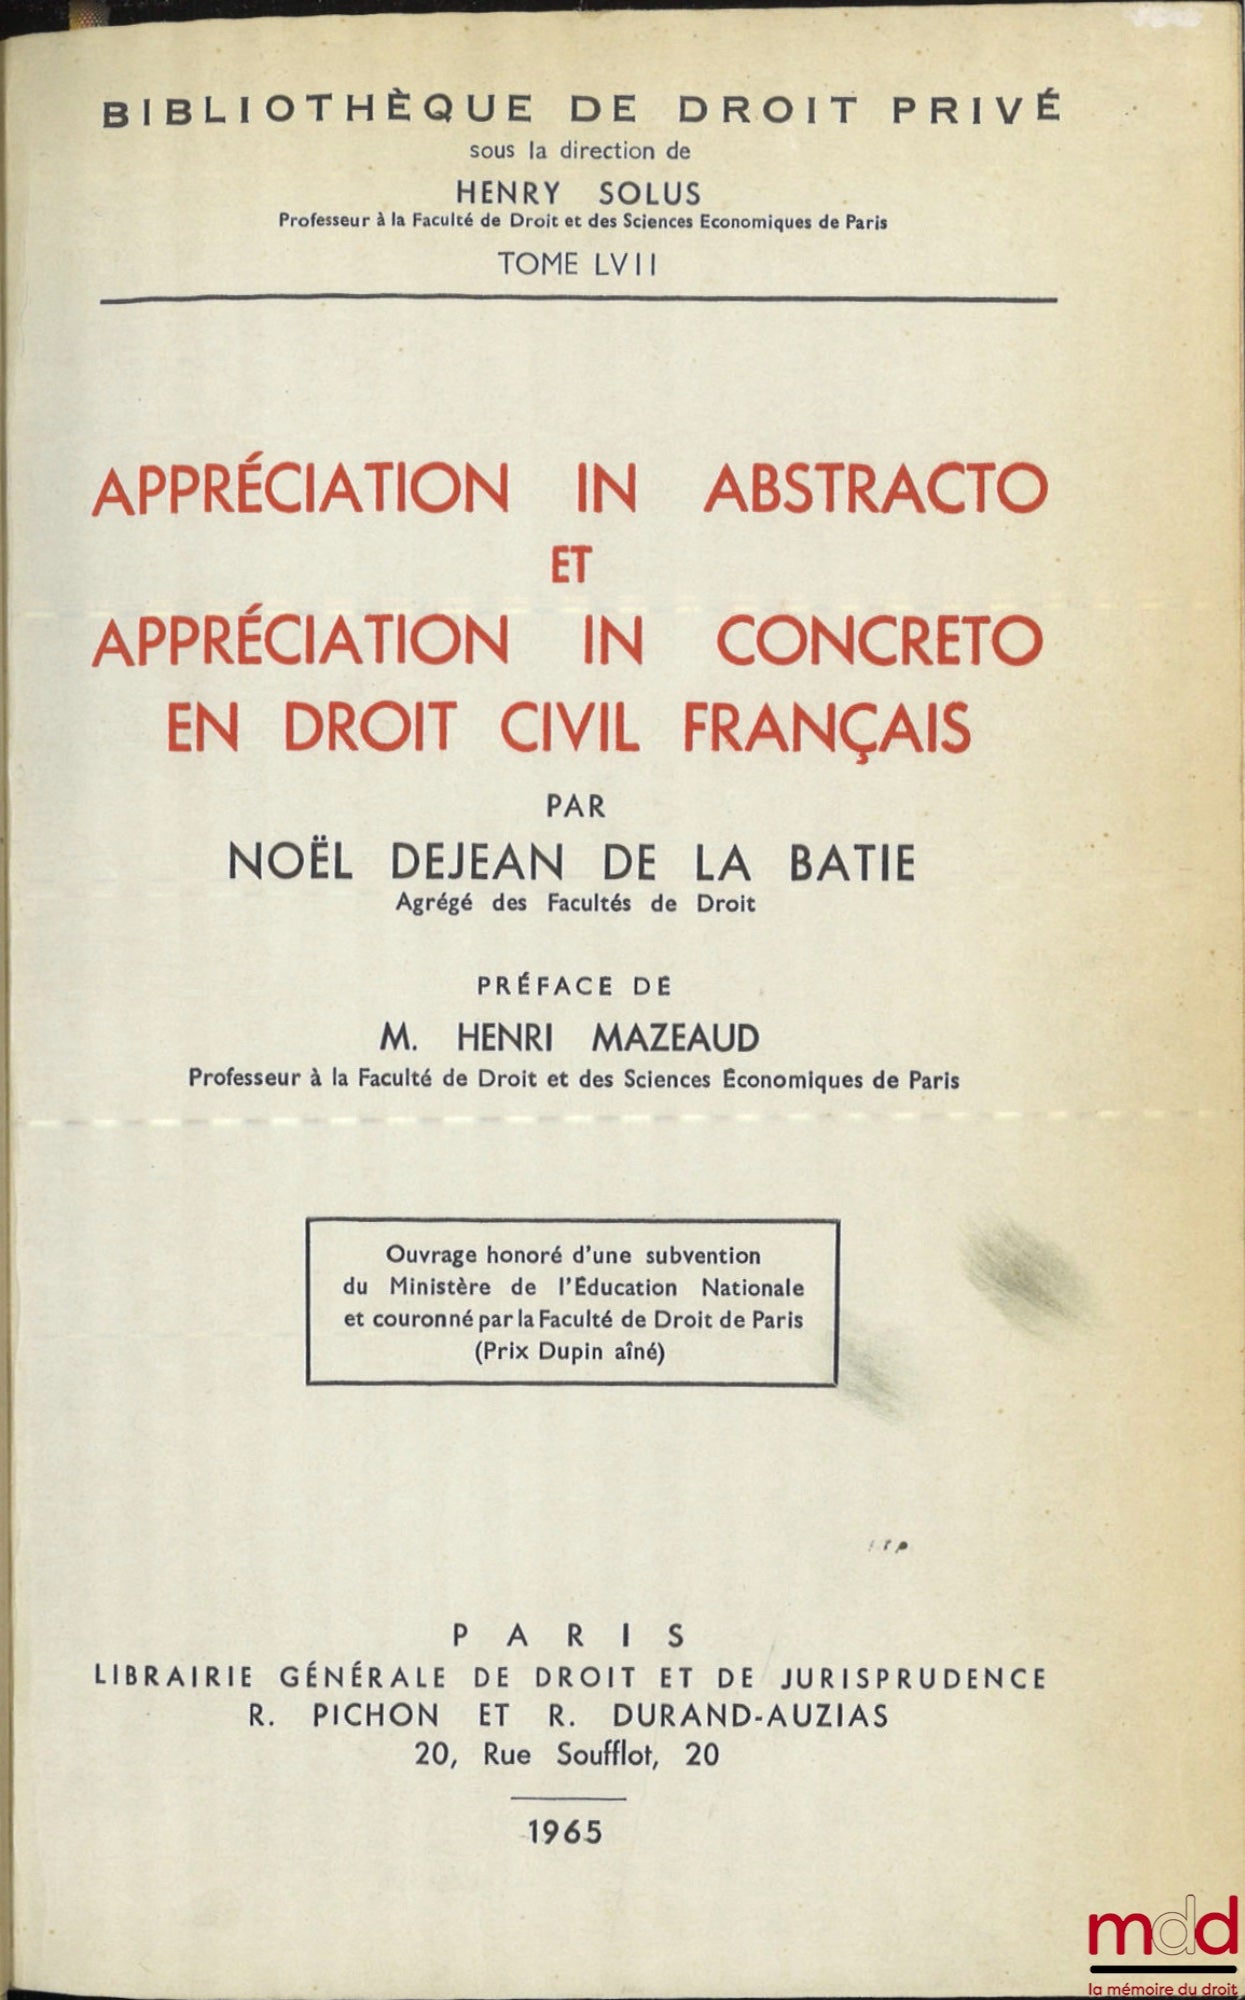 BIBLIOTHÈQUE DE DROIT PRIVÉ
sous la direction de
HENRY SOLUS
Professeur à la Faculté de Droit et des Sciences Economiques de Paris
TOME LVII
APPRÉCIATION IN ABSTRACTO
ET
APPRÉCIATION IN CONCRETO
EN DROIT CIVIL FRANÇAIS
PAR
NOËL DEJEAN DE LA BATIE
Agrégé des Facultés de Droit
PRÉFACE DE
M. HENRI MAZEAUD
Professeur à la Faculté de Droit et des Sciences Économiques de Paris
Ouvrage honoré d'une subvention
du Ministère de l'Éducation Nationale
et couronné par la Faculté de Droit de Paris
(Prix Dupin aîné)
PARIS
LIBRAIRIE GÉNÉRALE DE DROIT ET DE JURISPRUDENCE
R. PICHON ET R. DURAND-AUZIAS
20, Rue Soufflot, 20
1965
mdd
la mémoire du droit